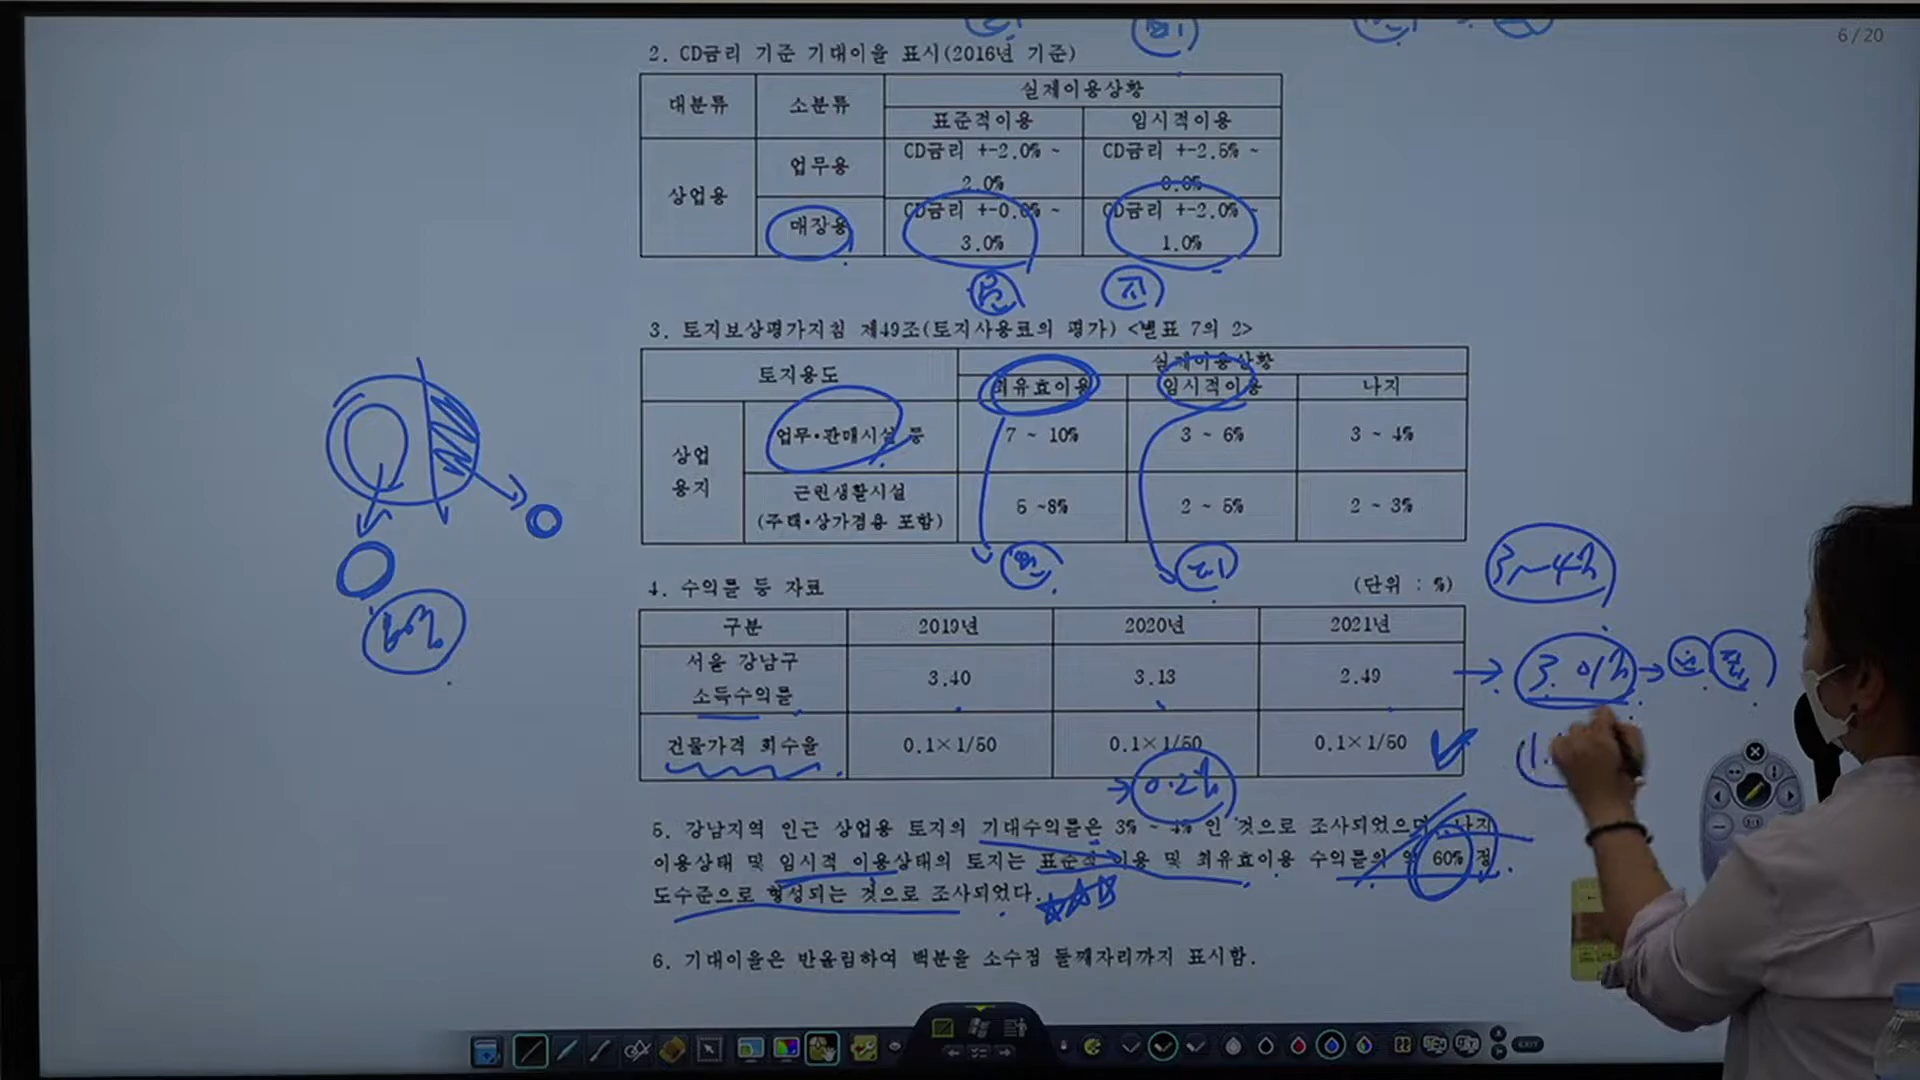 6/20
2. CD금리 기준 기대이율 표시(2016년 기준)
대분류 소분류 실제이용상황
표준적이용 임시적이용
상업용 업무용 CD금리 +-2.0% ~ 2.0% CD금리 +-2.5% ~ 0.0%
매장용 CD금리 +-0.0% ~ 3.0% CD금리 +-2.0% ~ 1.0%
3. 토지보상평가지침 제49조(토지사용료의 평가) <별표 7의 2>
토지용도 실제이용상황
최유효이용 임시적이용 나지
상업용지 업무·판매시설 등 7 ~ 10% 3 ~ 6% 3 ~ 4%
근린생활시설 (주택·상가겸용 포함) 5 ~8% 2 ~ 5% 2 ~ 3%
3~4%
60%
4. 수익률 등 자료 (단위 : %)
구분 2019년 2020년 2021년
서울 강남구 소득수익률 3.40 3.13 2.49
3.01%
건물가격 회수율 0.1×1/50 0.1×1/50 0.1×1/50
0.2%
5. 강남지역 인근 상업용 토지의 기대수익률은 3% ~ 4% 인 것으로 조사되었으며 나지
이용상태 및 임시적 이용상태의 토지는 표준적 이용 및 최유효이용 수익률의 약 60% 정
도수준으로 형성되는 것으로 조사되었다.
6. 기대이율은 반올림하여 백분율 소수점 둘째자리까지 표시함.
EXIT